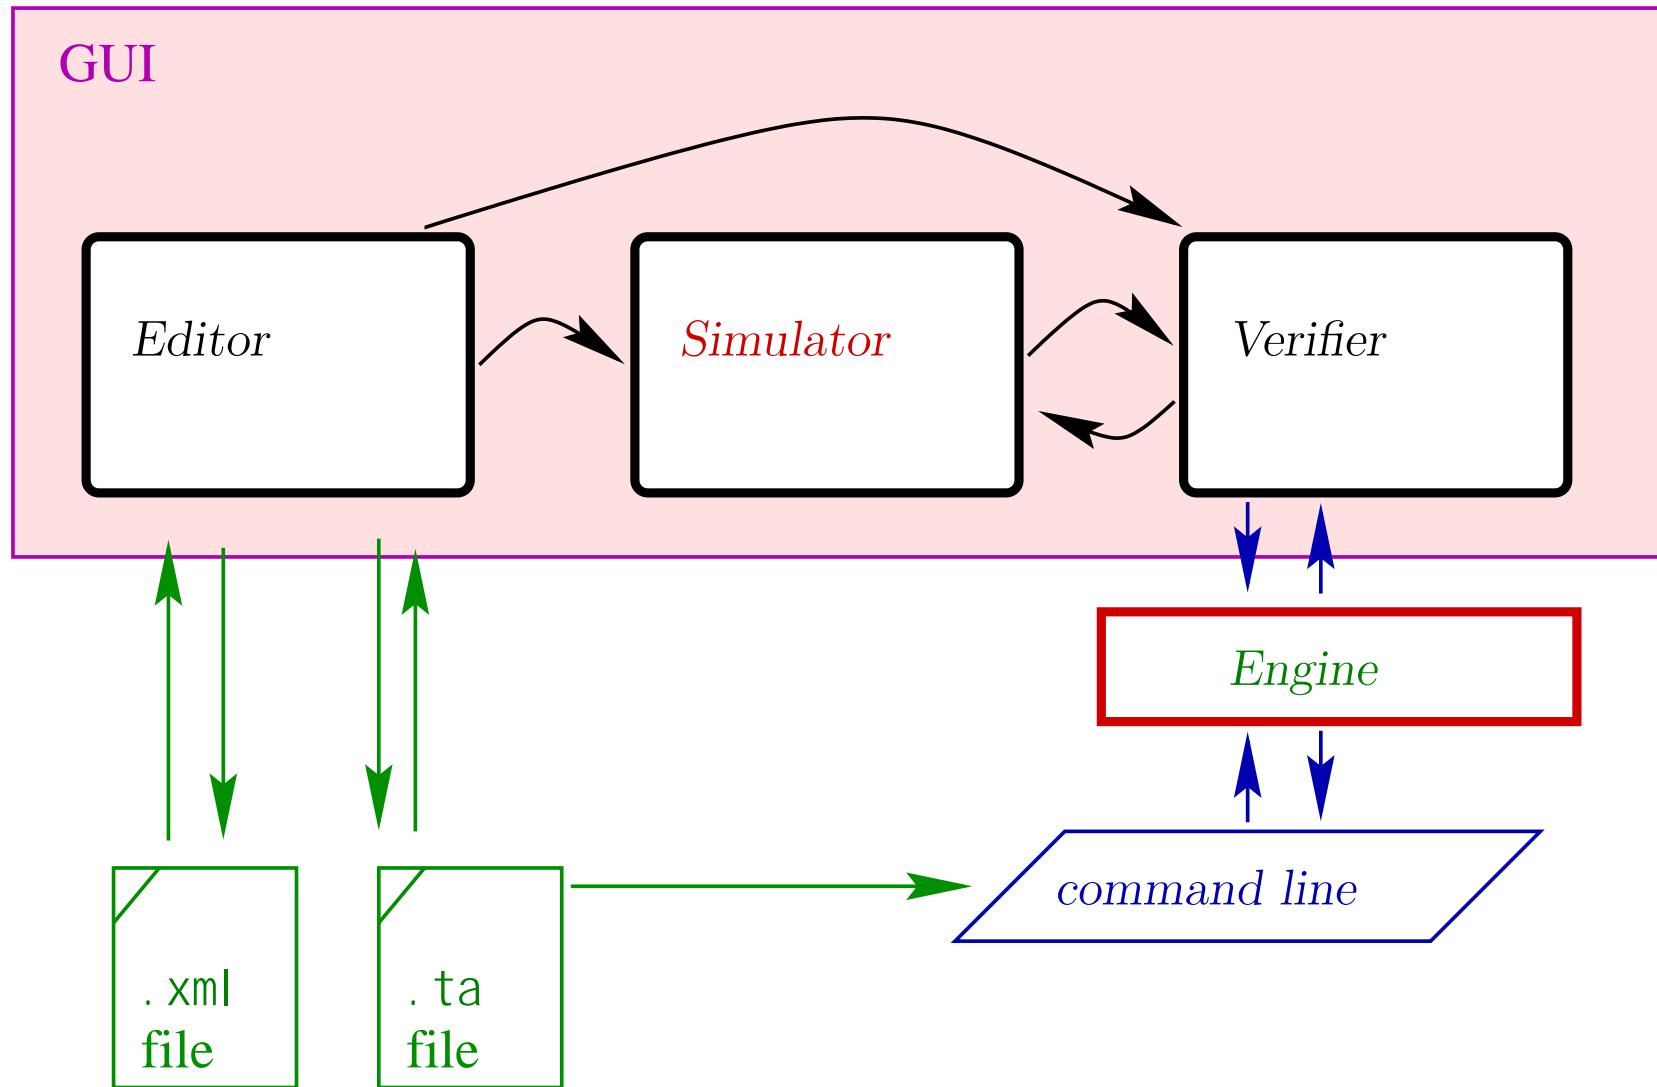 GUI
Editor
Simulator
Verifier
Engine
command line
.xml
file
.ta
file